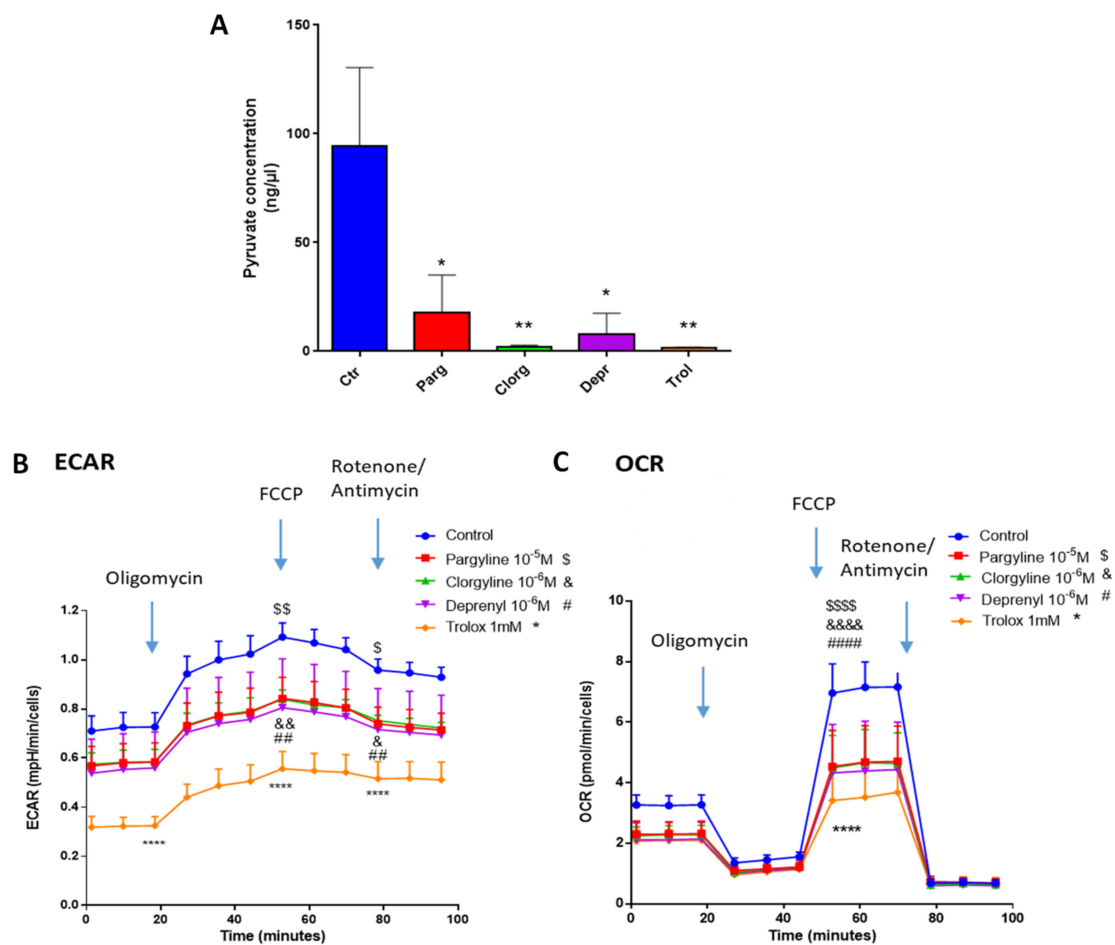 A
Pyruvate concentration
(ng/µl)
150
100
50
0
*
**
*
**
Ctr
Parg
Clorg
Depr
Trol
B ECAR
Oligomycin
FCCP
Rotenone/
Antimycin
Control
Pargyline 10⁻⁵M $
Clorgyline 10⁻⁶M &
Deprenyl 10⁻⁶M #
Trolox 1mM *
ECAR (mpH/min/cells)
1.2
1.0
0.8
0.6
0.4
0.2
0.0
$$
$
&&
##
&
##
****
****
****
0 20 40 60 80 100
Time (minutes)
C OCR
FCCP
Oligomycin
Rotenone/
Antimycin
Control
Pargyline 10⁻⁵M $
Clorgyline 10⁻⁶M &
Deprenyl 10⁻⁶M #
Trolox 1mM *
OCR (pmol/min/cells)
10
8
6
4
2
0
$$$$
&&&&
####
****
0 20 40 60 80 100
Time (minutes)